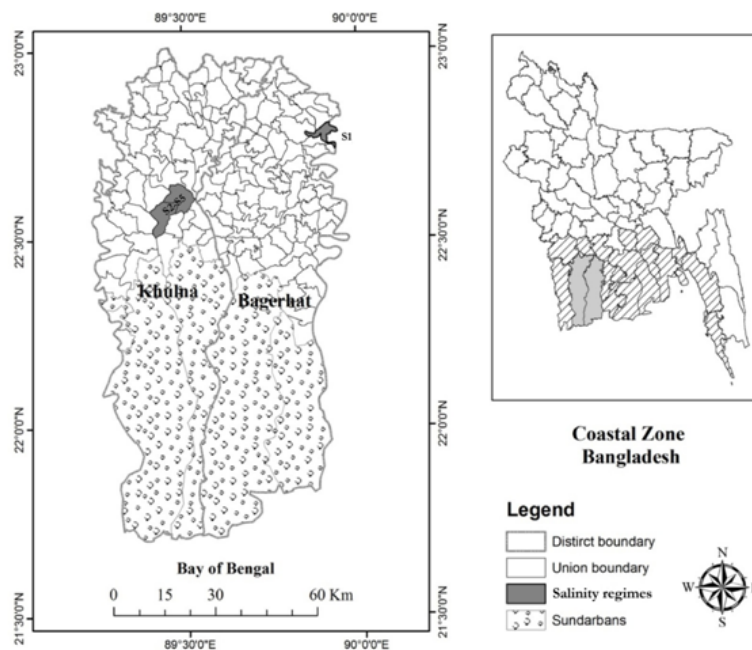 89°30'0"E
90°0'0"E
23°0'0"N
23°0'0"N
S1
S2-S5
22°30'0"N
22°30'0"N
Khulna
Bagerhat
22°0'0"N
22°0'0"N
Bay of Bengal
0 15 30 60 Km
21°30'0"N
21°30'0"N
89°30'0"E
90°0'0"E
Coastal Zone
Bangladesh
Legend
Distirct boundary
Union boundary
Salinity regimes
Sundarbans
N
W
S